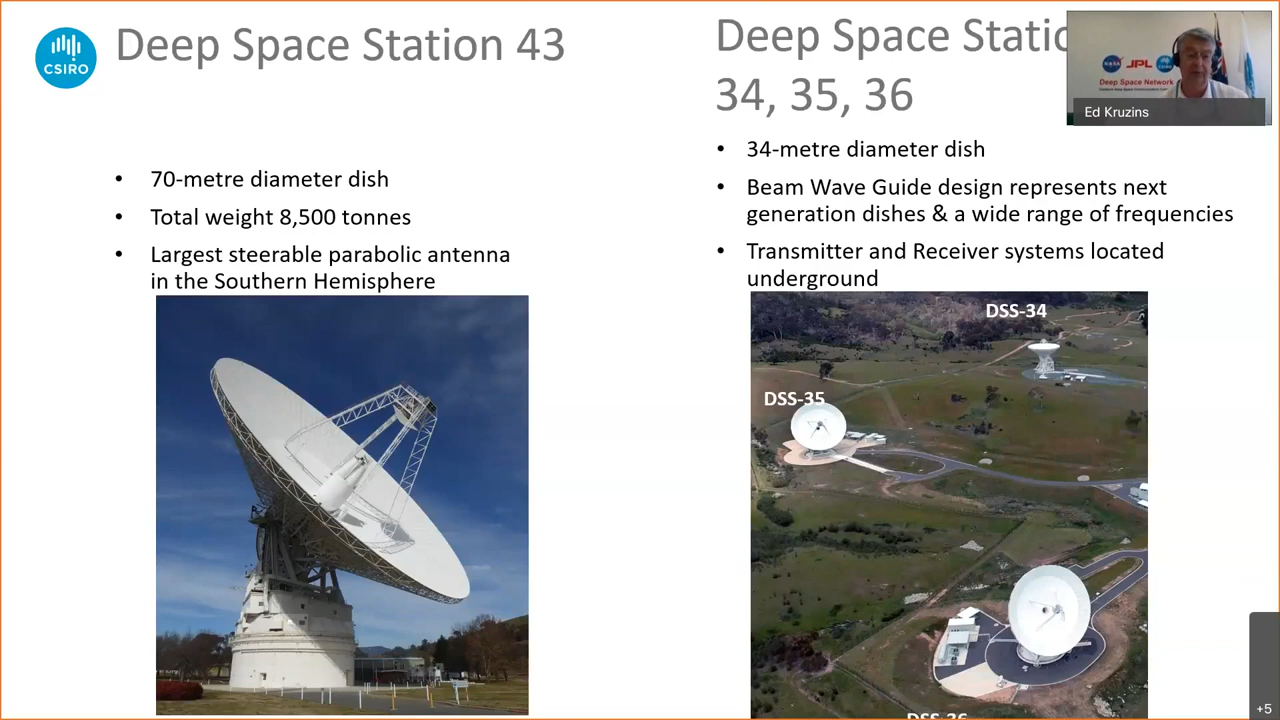 CSIRO
Deep Space Station 43
• 70-metre diameter dish
• Total weight 8,500 tonnes
• Largest steerable parabolic antenna
in the Southern Hemisphere
Deep Space Static
34, 35, 36
• 34-metre diameter dish
• Beam Wave Guide design represents next
generation dishes & a wide range of frequencies
• Transmitter and Receiver systems located
underground
DSS-34
DSS-35
DSS-36
NASA JPL
Deep Space Network
Ed Kruzins
+5